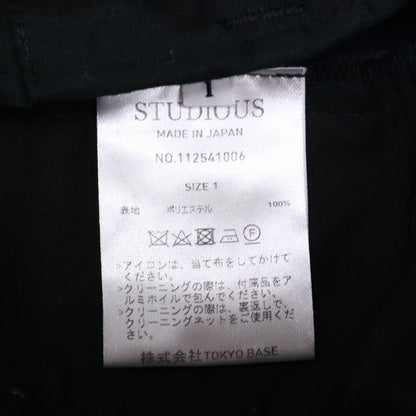 1
STUDIOUS
MADE IN JAPAN
NO.112541006
SIZE 1
表地 ポリエステル 100%
>アイロンは、当て布をしてかけて
ください。
>クリーニングの際は、付属品をア
ルミホイルで包んでください。
>クリーニングの際は、裏返しで、
クリーニングネットをご使用くだ
さい。
株式会社TOKYO BASE